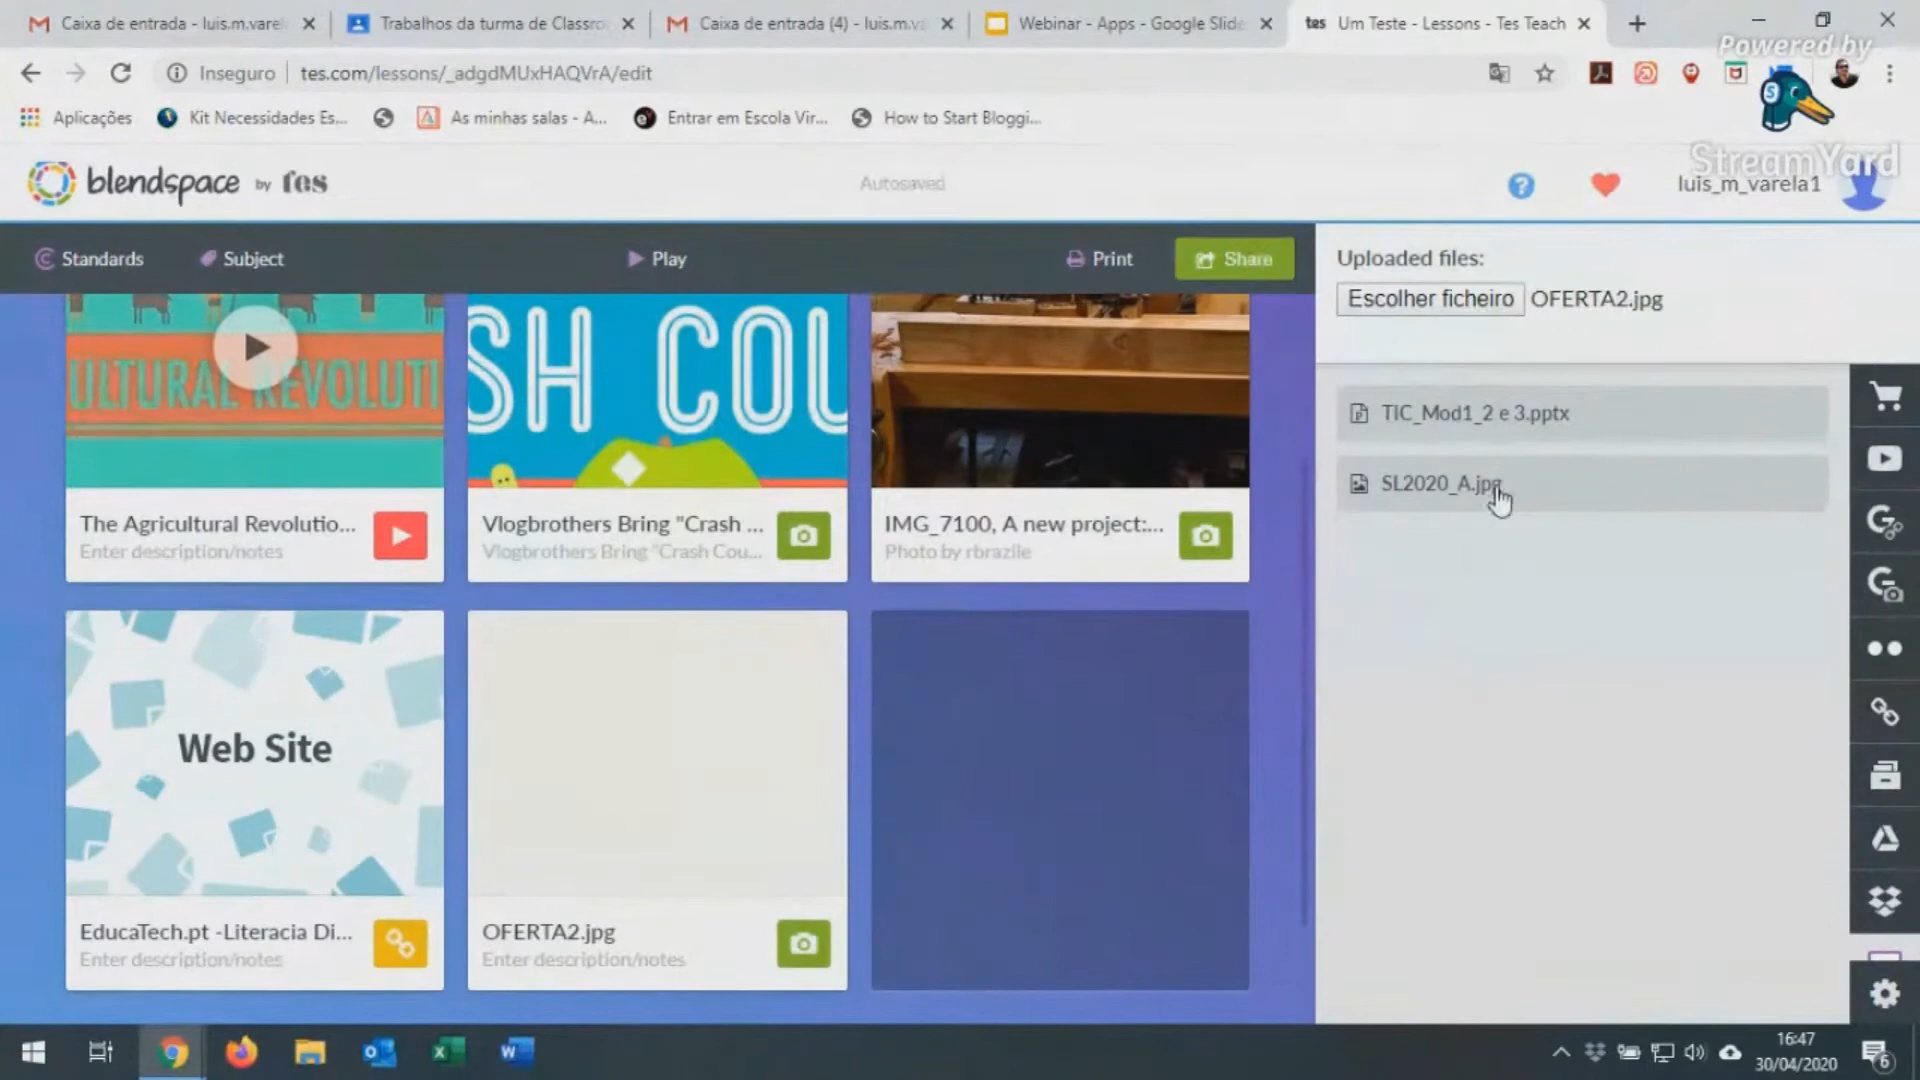 Caixa de entrada - luis.m.varel
Trabalhos da turma de Classro
Caixa de entrada (4) - luis.m.va
Webinar - Apps - Google Slide
tes Um Teste - Lessons - Tes Teach
Powered by
Inseguro
tes.com/lessons/_adgdMUxHAQVrA/edit
Aplicações
Kit Necessidades Es...
As minhas salas - A...
Entrar em Escola Vir...
How to Start Bloggi...
StreamYard
blendspace by tes
Autosaved
luis_m_varela1
Standards
Subject
Play
Print
Share
Uploaded files:
Escolher ficheiro OFERTA2.jpg
ULTURAL REVOLUTI
SH COU
TIC_Mod1_2 e 3.pptx
SL2020_A.jpg
The Agricultural Revolutio...
Enter description/notes
Vlogbrothers Bring "Crash ...
Vlogbrothers Bring "Crash Cou...
IMG_7100, A new project:...
Photo by rbrazile
Web Site
EducaTech.pt -Literacia Di...
Enter description/notes
OFERTA2.jpg
Enter description/notes
16:47
30/04/2020
6